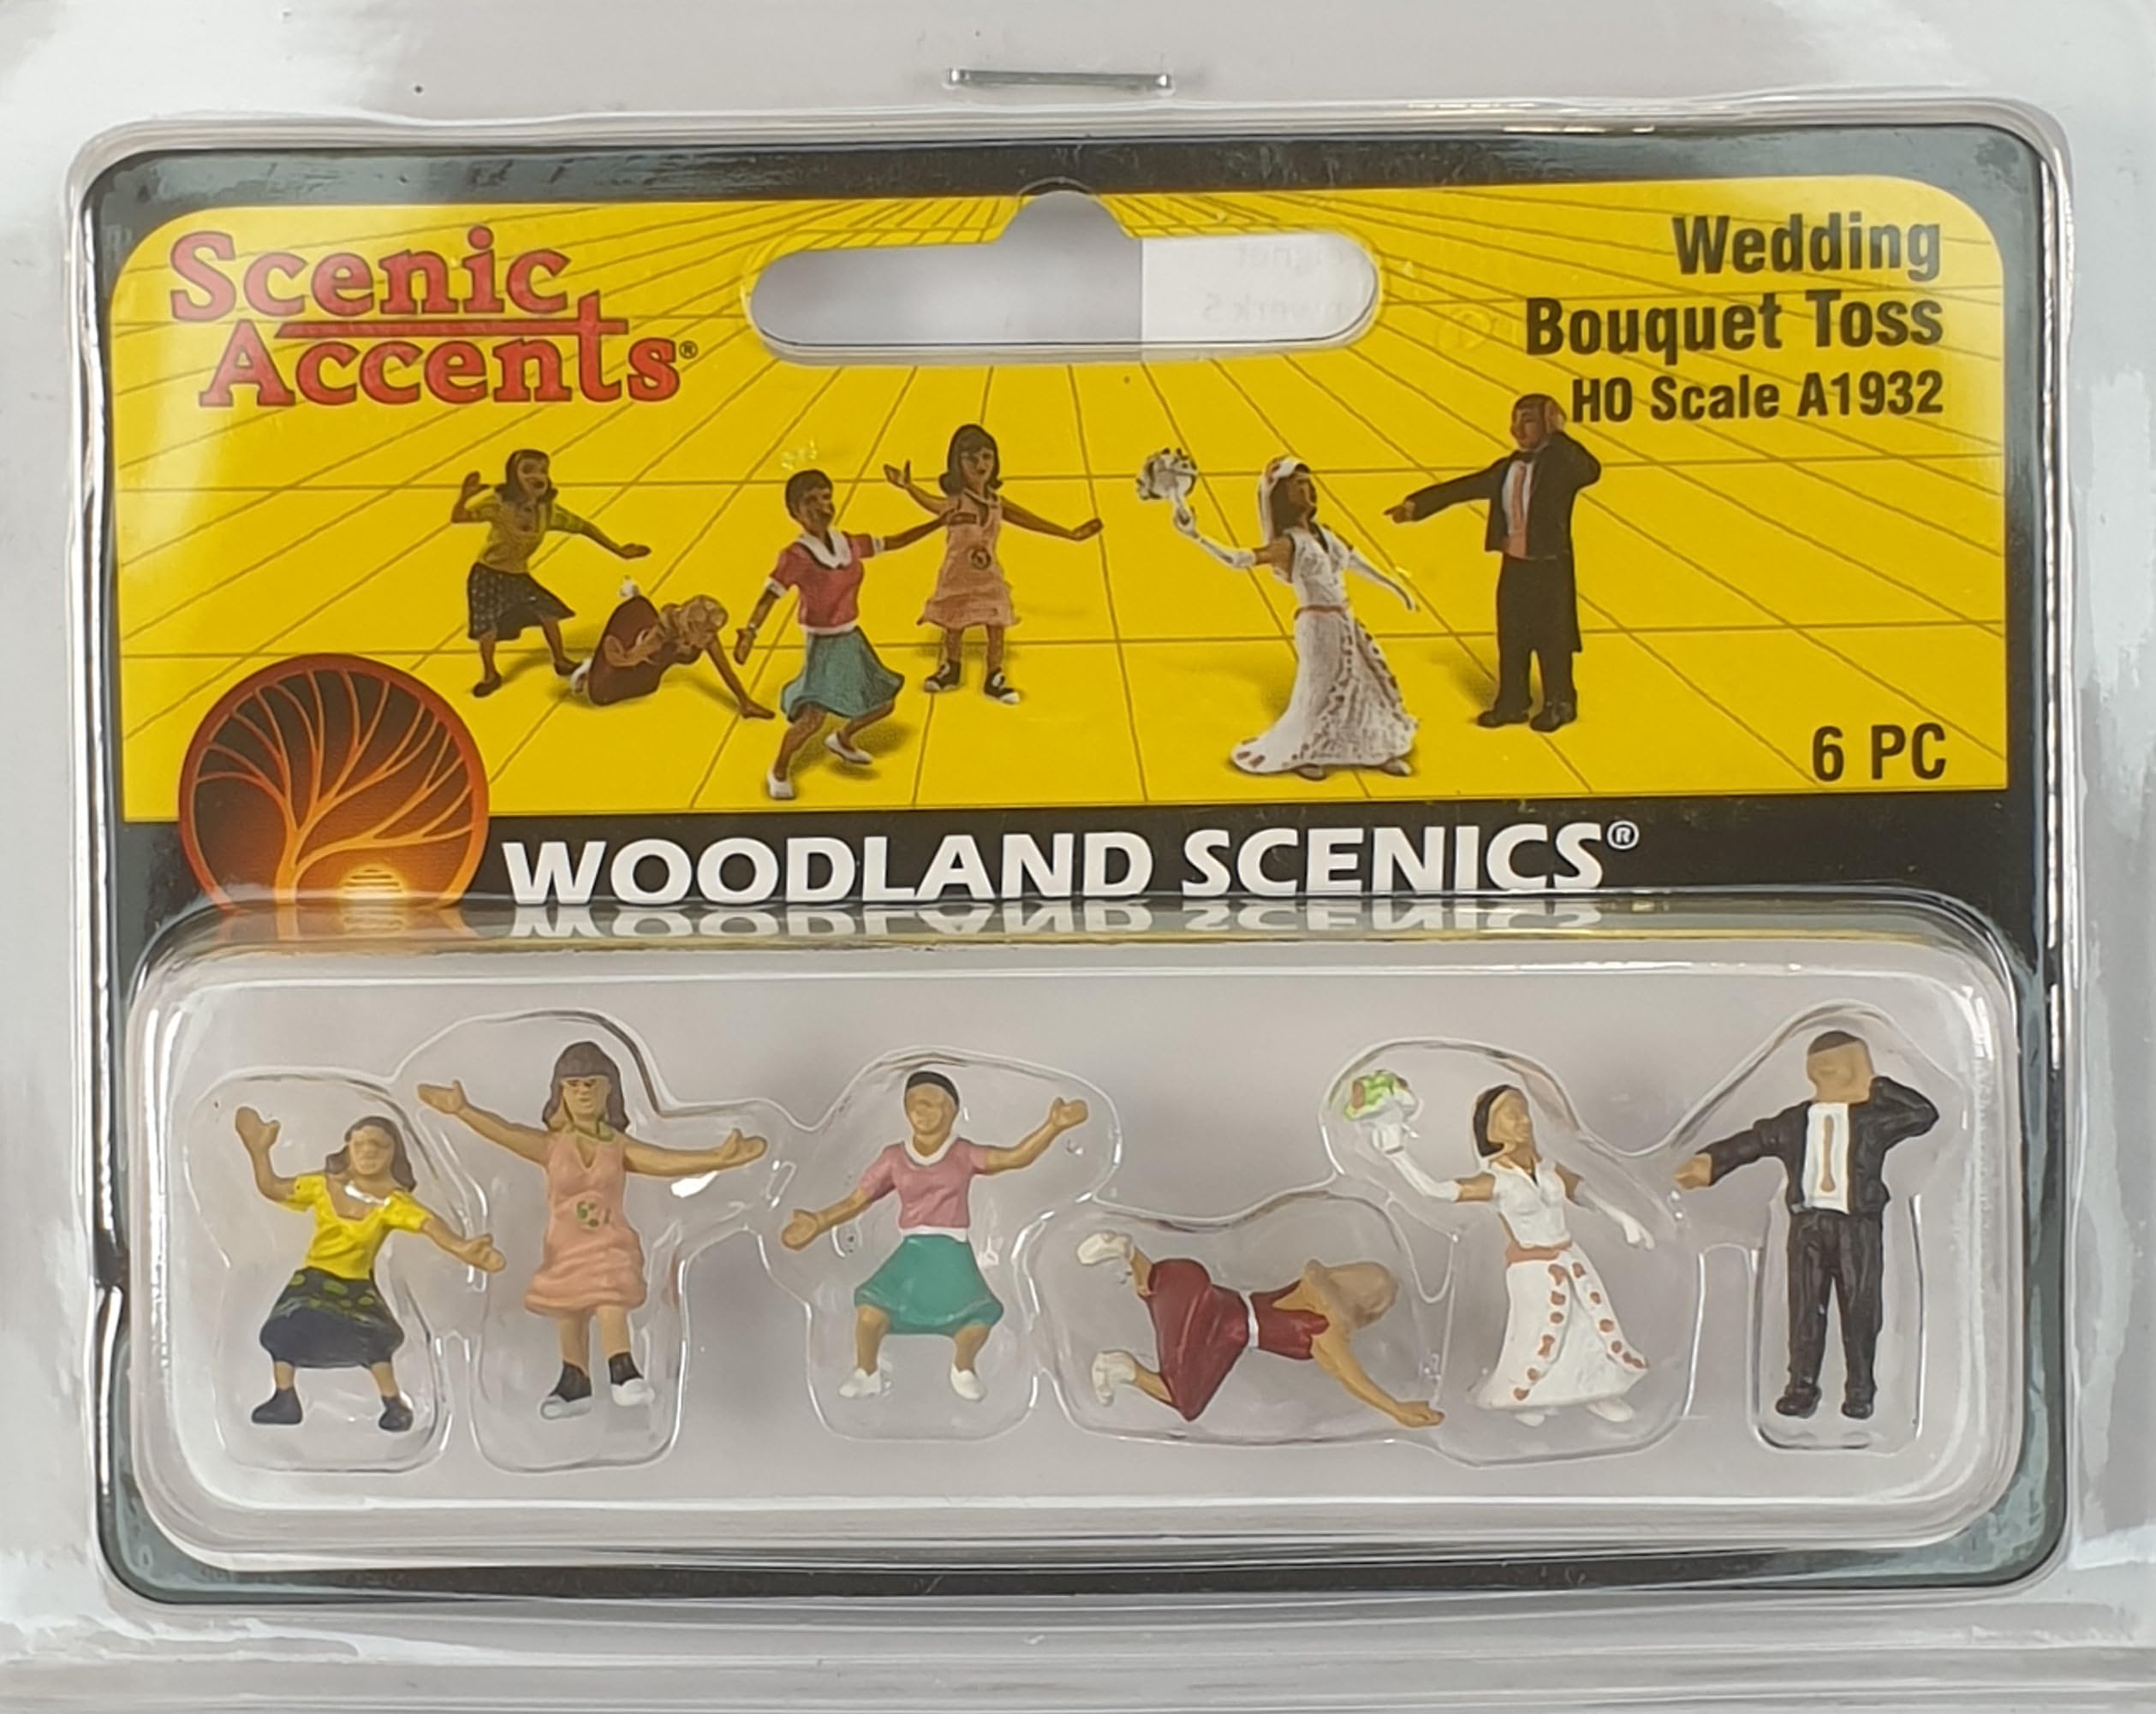 Scenic
Accents®
Wedding
Bouquet Toss
HO Scale A1932
6 PC
WOODLAND SCENICS®